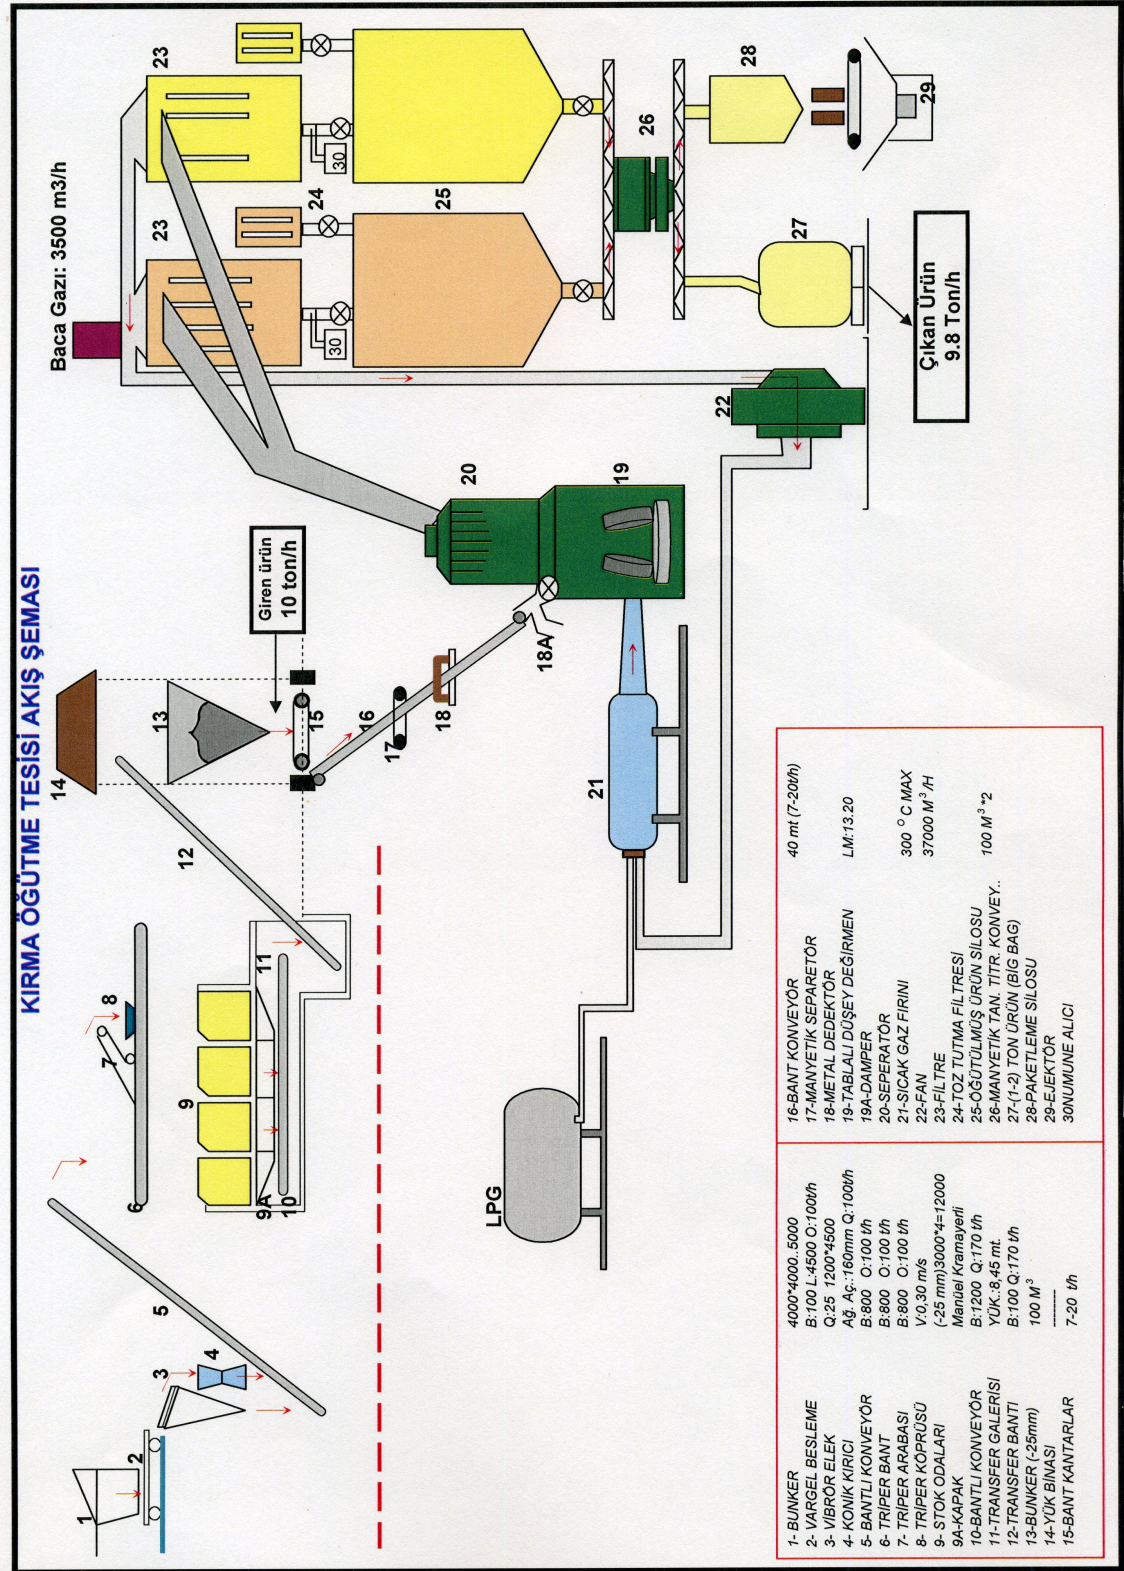 KIRMA ÖĞÜTME TESİSİ AKIŞ ŞEMASI
1
2
3
4
5
6
7
8
9
9A
10
11
12
13
14
Giren ürün
10 ton/h
15
16
17
18
18A
19
20
21
22
LPG
Baca Gazı: 3500 m3/h
23
23
24
25
30
30
26
27
28
29
Çıkan Ürün
9.8 Ton/h
1- BUNKER 4000*4000..5000
2- VARGEL BESLEME B:100 L:4500 O:100t/h
3- VİBRÖR ELEK Q:25 1200*4500
4- KONİK KIRICI Ağ. Aç.:160mm Q:100t/h
5- BANTLI KONVEYÖR B:800 O:100 t/h
6- TRİPER BANT B:800 O:100 t/h
7- TRİPER ARABASI B:800 O:100 t/h
8- TRİPER KÖPRÜSÜ V:0,30 m/s
9- STOK ODALARI (-25 mm)3000*4=12000
9A-KAPAK Manüel Kramayerli
10-BANTLI KONVEYÖR B:1200 Q:170 t/h
11-TRANSFER GALERİSİ YÜK.:8,45 mt.
12-TRANSFER BANTI B:100 Q:170 t/h
13-BUNKER (-25mm) 100 M³
14-YÜK BİNASI --------
15-BANT KANTARLAR 7-20 t/h
16-BANT KONVEYÖR 40 mt (7-20t/h)
17-MANYETİK SEPARETÖR
18-METAL DEDEKTÖR
19-TABLALI DÜŞEY DEĞİRMEN LM:13.20
19A-DAMPER
20-SEPERATÖR
21-SICAK GAZ FIRINI 300 ° C MAX
22-FAN 37000 M³ /H
23-FİLTRE
24-TOZ TUTMA FİLTRESİ
25-ÖĞÜTÜLMÜŞ ÜRÜN SİLOSU 100 M³ *2
26-MANYETİK TAN. TİTR. KONVEY..
27-(1-2) TON ÜRÜN (BİG BAG)
28-PAKETLEME SİLOSU
29-EJEKTÖR
30NUMUNE ALICI